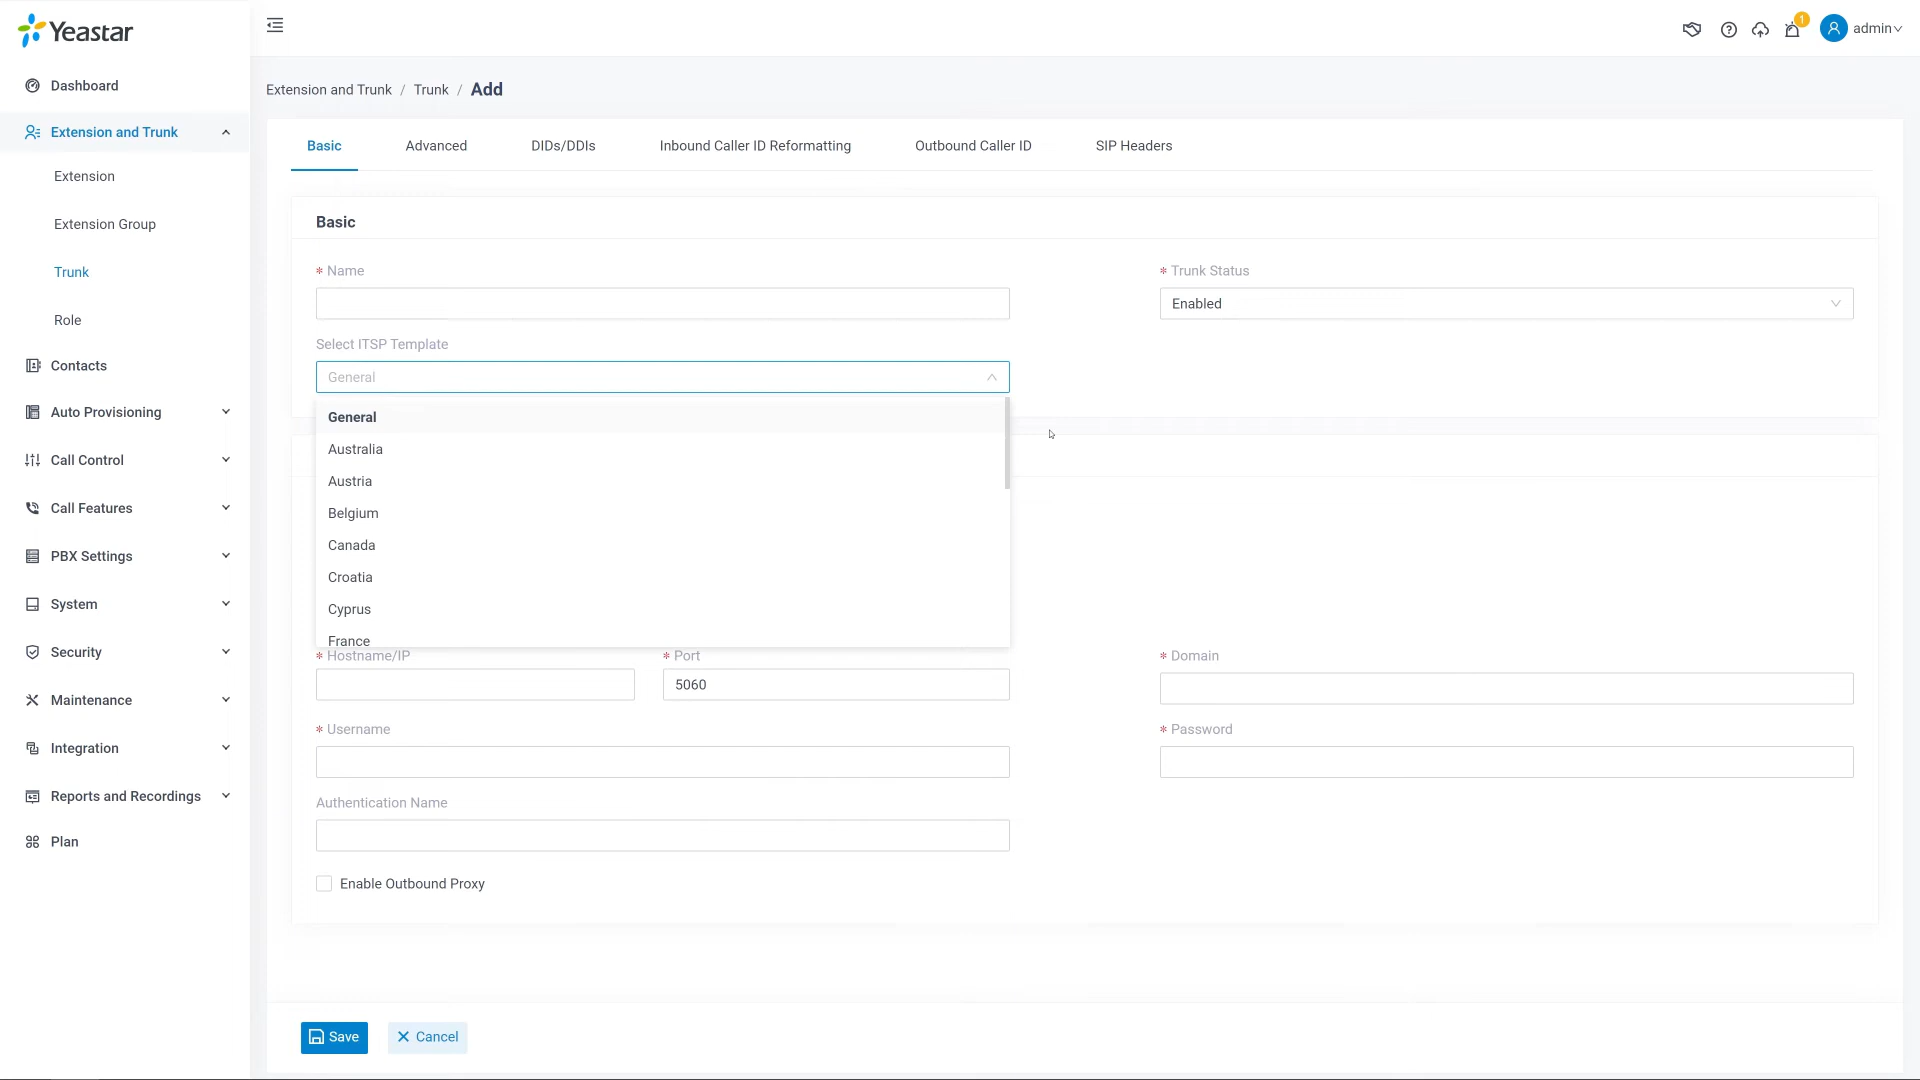 Yeastar
1
admin
Dashboard
Extension and Trunk / Trunk / Add
Extension and Trunk
Extension
Extension Group
Trunk
Role
Contacts
Auto Provisioning
Call Control
Call Features
PBX Settings
System
Security
Maintenance
Integration
Reports and Recordings
Plan
Basic
Advanced
DIDs/DDIs
Inbound Caller ID Reformatting
Outbound Caller ID
SIP Headers
Basic
* Name
* Trunk Status
Enabled
Select ITSP Template
General
General
Australia
Austria
Belgium
Canada
Croatia
Cyprus
France
* Hostname/IP
* Port
* Domain
5060
* Username
* Password
Authentication Name
Enable Outbound Proxy
Save
Cancel